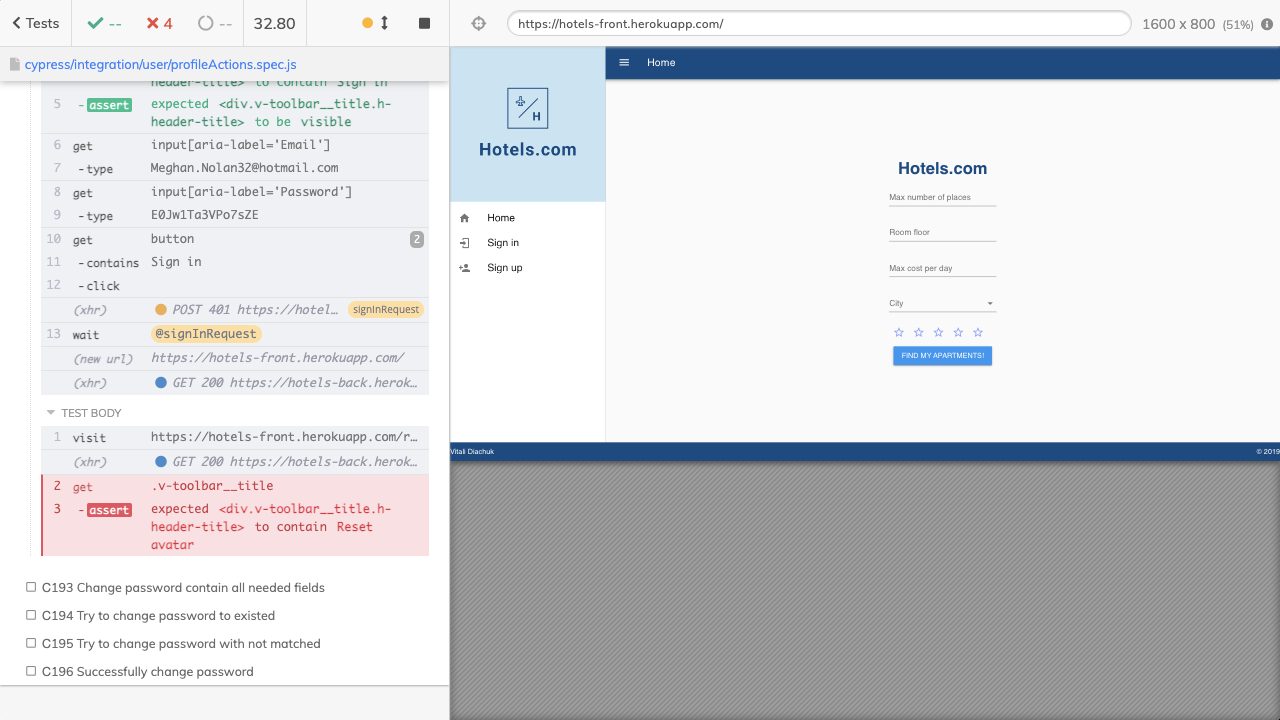 Tests
--
4
--
32.80
https://hotels-front.herokuapp.com/
1600 x 800 (51%)
cypress/integration/user/profileActions.spec.js
header-title> to contain Sign in
5 - assert expected <div.v-toolbar__title.h-
header-title> to be visible
6 get input[aria-label='Email']
7 - type Meghan.Nolan32@hotmail.com
8 get input[aria-label='Password']
9 - type E0Jw1Ta3VPo7sZE
10 get button 2
11 - contains Sign in
12 - click
(xhr) POST 401 https://hotel... signInRequest
13 wait @signInRequest
(new url) https://hotels-front.herokuapp.com/
(xhr) GET 200 https://hotels-back.herok...
TEST BODY
1 visit https://hotels-front.herokuapp.com/r...
(xhr) GET 200 https://hotels-back.herok...
2 get .v-toolbar__title
3 - assert expected <div.v-toolbar__title.h-
header-title> to contain Reset
avatar
C193 Change password contain all needed fields
C194 Try to change password to existed
C195 Try to change password with not matched
C196 Successfully change password
H
Hotels.com
Home
Sign in
Sign up
Home
Hotels.com
Max number of places
Room floor
Max cost per day
City
FIND MY APARTMENTS!
Vitali Diachuk
© 2019